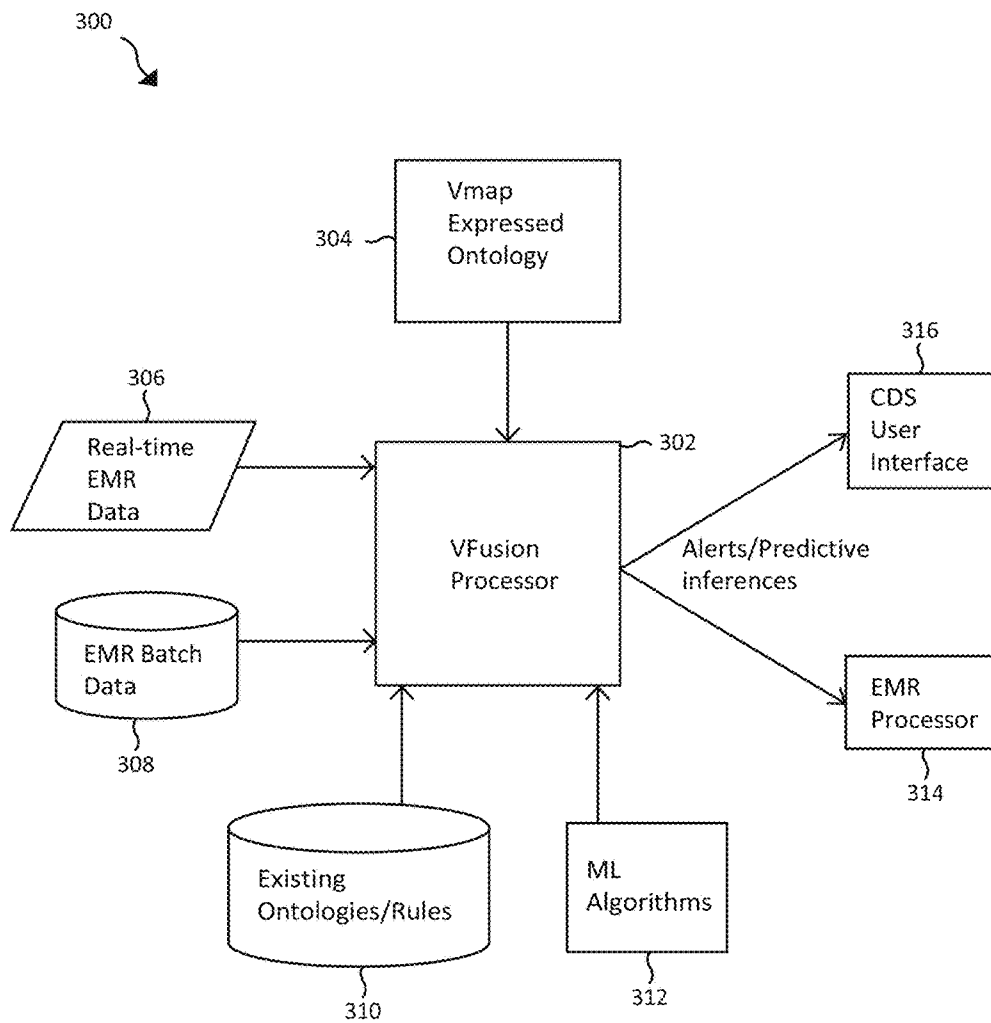 300
Vmap
Expressed
Ontology
304
316
CDS
User
Interface
306
Real-time
EMR
Data
302
VFusion
Processor
Alerts/Predictive
inferences
EMR Batch
Data
308
EMR
Processor
314
Existing
Ontologies/Rules
310
ML
Algorithms
312